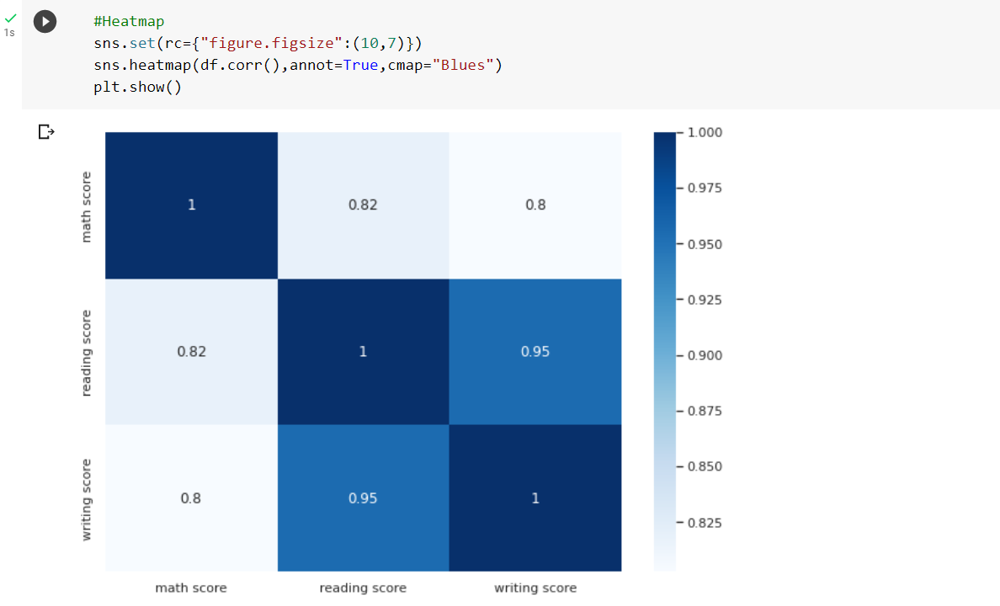 1s
#Heatmap
sns.set(rc={"figure.figsize":(10,7)})
sns.heatmap(df.corr(),annot=True,cmap="Blues")
plt.show()
math score
1
0.82
0.8
reading score
0.82
1
0.95
writing score
0.8
0.95
1
math score
reading score
writing score
1.000
0.975
0.950
0.925
0.900
0.875
0.850
0.825